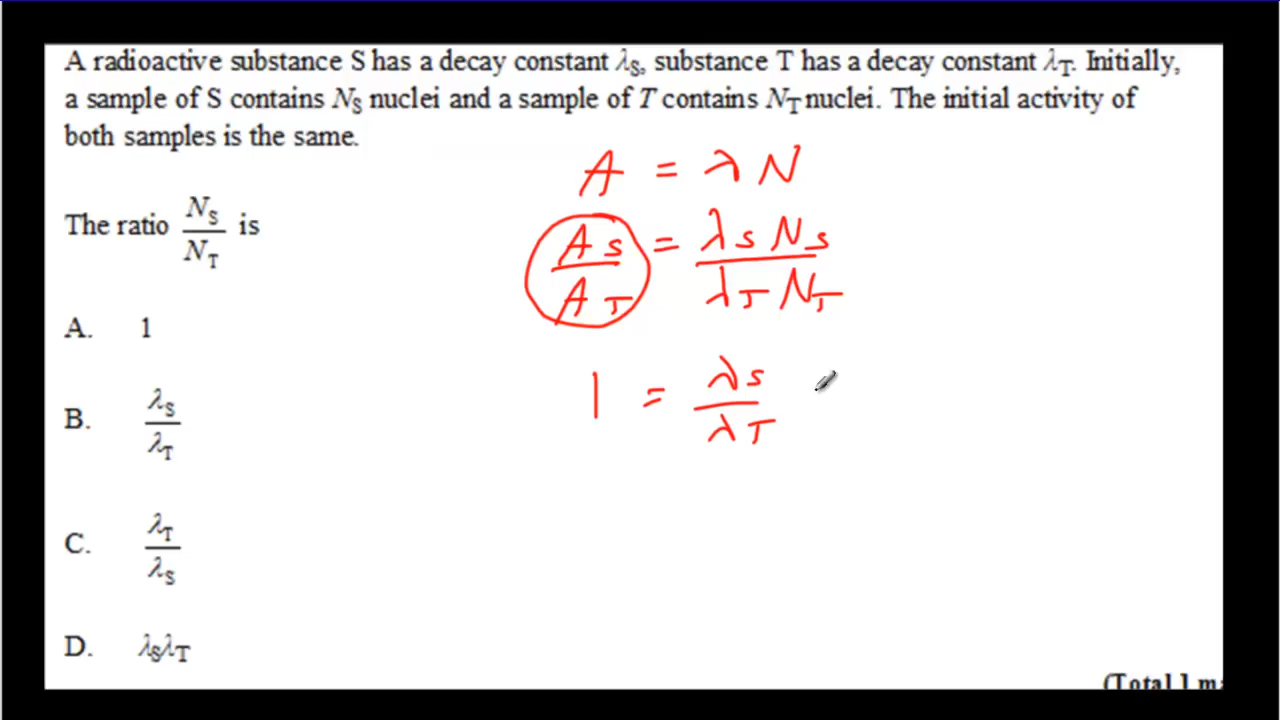 A radioactive substance S has a decay constant λS, substance T has a decay constant λT. Initially,
a sample of S contains NS nuclei and a sample of T contains NT nuclei. The initial activity of
both samples is the same.
A = λN
The ratio NS/NT is
AS/AT = λS NS/λT NT
A. 1
1 = λS/λT
B. λS/λT
C. λT/λS
D. λSλT
(Total 1